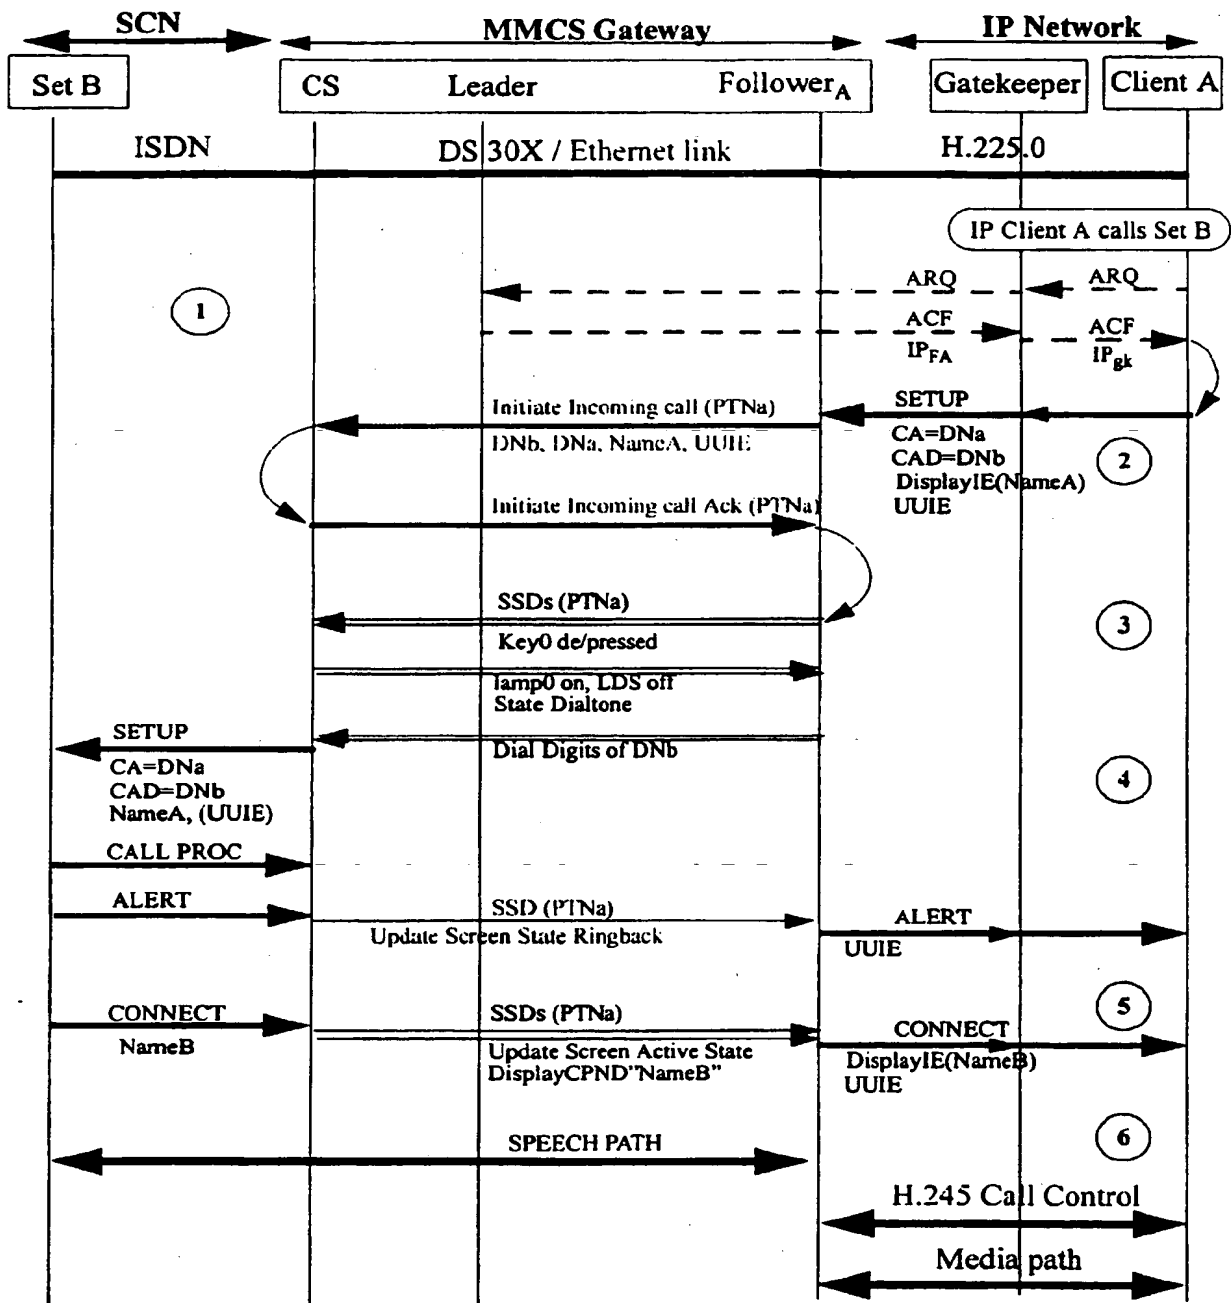 SCN
MMCS Gateway
IP Network
Set B
CS
Leader
FollowerA
Gatekeeper
Client A
ISDN
DS 30X / Ethernet link
H.225.0
IP Client A calls Set B
ARQ
ARQ
1
ACF
IPFA
ACF
IPgk
SETUP
CA=DNa
CAD=DNb
DisplayIE(NameA)
UUIE
Initiate Incoming call (PTNa)
DNb, DNa, NameA, UUIE
2
Initiate Incoming call Ack (PTNa)
SSDs (PTNa)
Key0 de/pressed
3
lamp0 on, LDS off
State Dialtone
SETUP
CA=DNa
CAD=DNb
NameA, (UUIE)
Dial Digits of DNb
4
CALL PROC
ALERT
SSD (PTNa)
Update Screen State Ringback
ALERT
UUIE
5
CONNECT
NameB
SSDs (PTNa)
Update Screen Active State
DisplayCPND"NameB"
CONNECT
DisplayIE(NameB)
UUIE
6
SPEECH PATH
H.245 Call Control
Media path